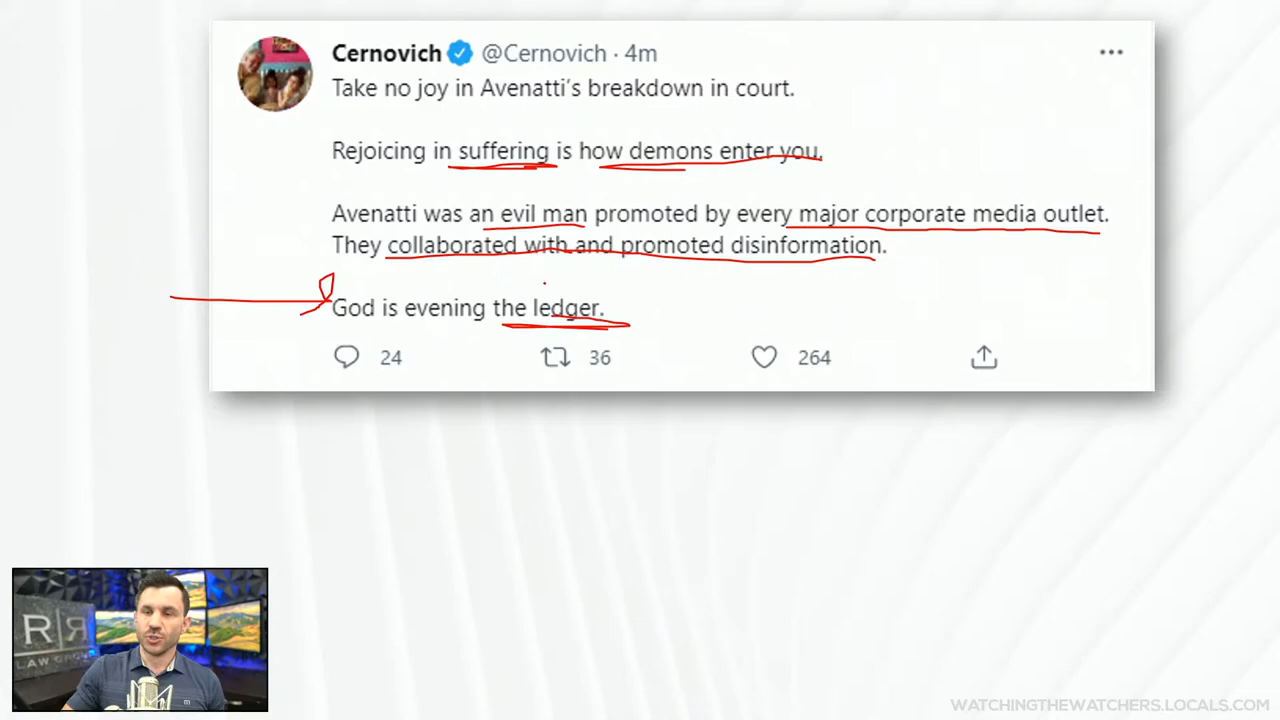 Cernovich @Cernovich · 4m
Take no joy in Avenatti's breakdown in court.
Rejoicing in suffering is how demons enter you.
Avenatti was an evil man promoted by every major corporate media outlet.
They collaborated with and promoted disinformation.
God is evening the ledger.
24 36 264
R|R
LAW GROUP
WATCHINGTHEWATCHERS.LOCALS.COM